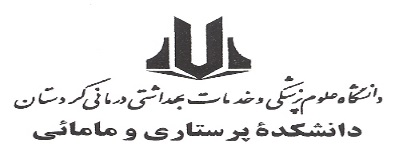 دانشگاه علوم پزشکی و خدمات بهداشتی درمانی کردستان
دانشکدهٔ پرستاری و مامائی